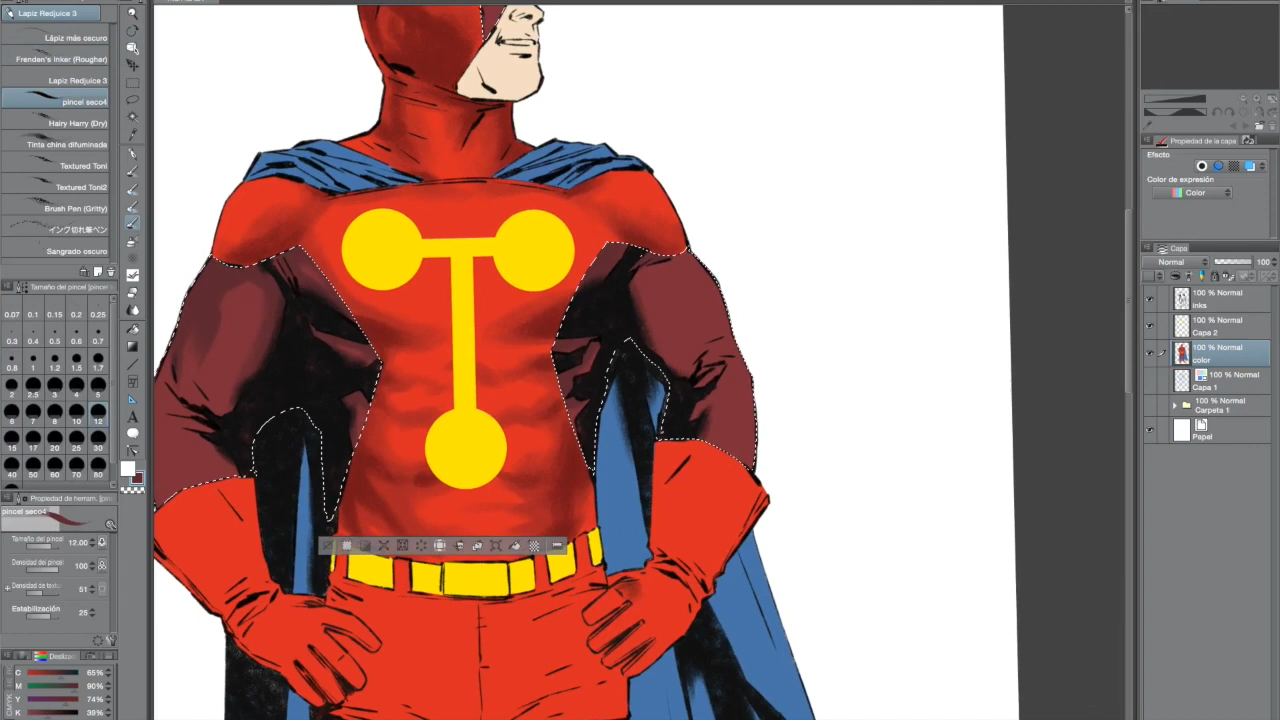 Lapiz Redjuice 3
Lápiz más oscuro
Frenden's Inker (Rougher)
Lapiz Redjuice 3
pincel seco4
Hairy Harry (Dry)
Tinta china difuminada
Textured Toni
Textured Toni2
Brush Pen (Gritty)
インク切れ筆ペン
Sangrado oscuro
Tamaño del pincel [pincel
0.07 0.1 0.15 0.2 0.25
0.3 0.4 0.5 0.6 0.7
0.8 1 1.2 1.5 1.7
2 2.5 3 4 5
6 7 8 10 12
15 17 20 25 30
40 50 60 70 80
Propiedad de herram. [pin
pincel seco4
Tamaño del pincel 12.00
Densidad del pincel 100
Densidad de textu 51
Estabilización 25
Desliza
CMYK
C 65%
M 90%
Y 74%
K 39%
A
Propiedad de la capa
Efecto
Color de expresión
Color
Capa
Normal 100
100 % Normal
inks
100 % Normal
Capa 2
100 % Normal
color
100 % Normal
Capa 1
100 % Normal
Carpeta 1
100 % Normal
Papel